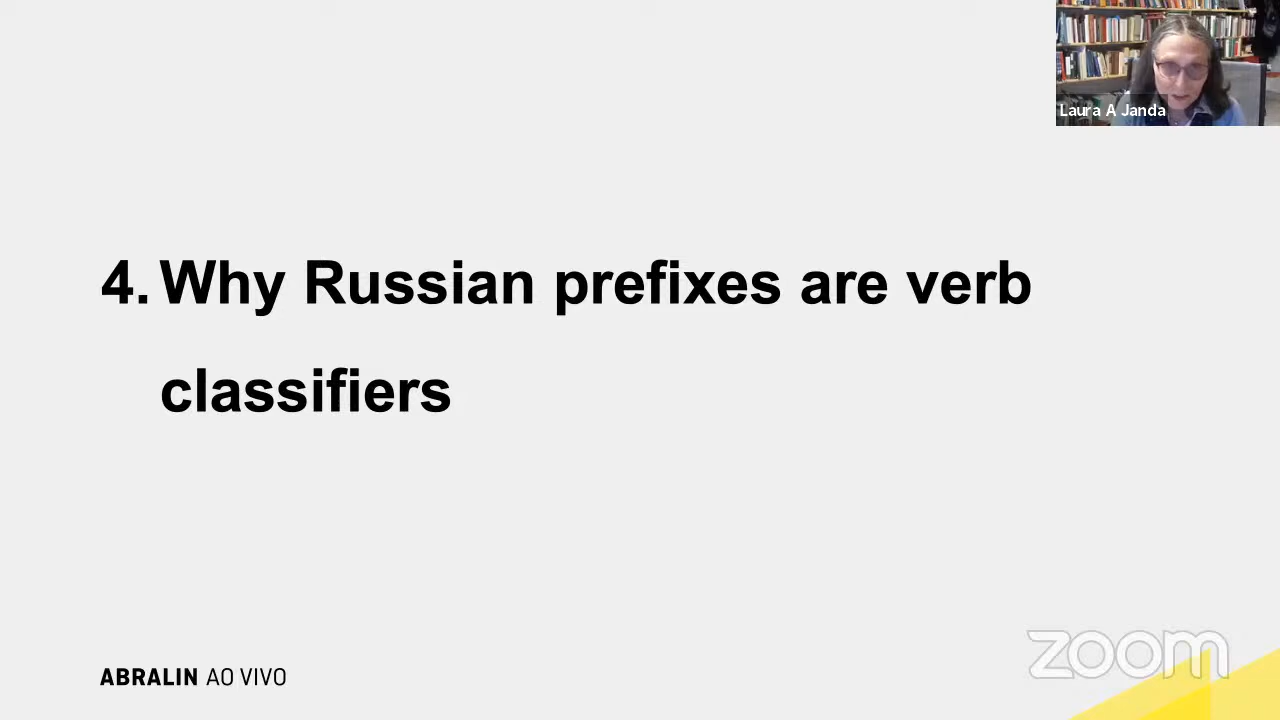 Laura A Janda
4. Why Russian prefixes are verb
classifiers
ABRALIN AO VIVO
zoom